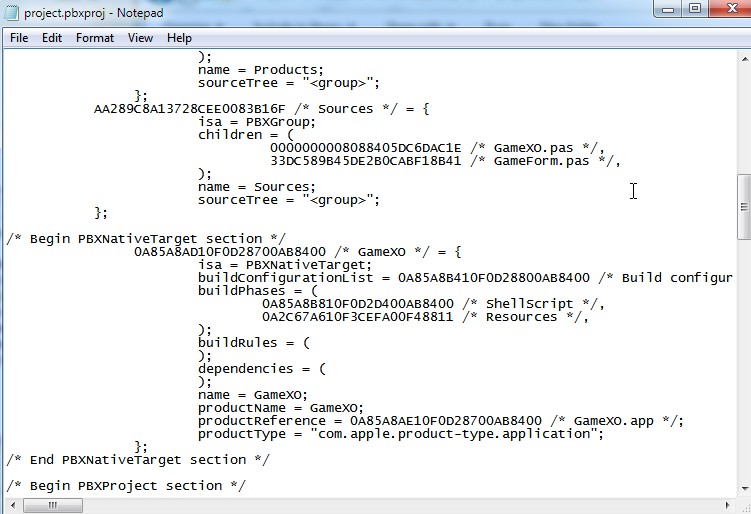 project.pbxproj - Notepad
File Edit Format View Help
);
name = Products;
sourceTree = "<group>";
};
AA289C8A13728CEE0083B16F /* Sources */ = {
isa = PBXGroup;
children = (
0000000008088405DC6DAC1E /* GameXO.pas */,
33DC589B45DE2B0CABF18B41 /* GameForm.pas */,
);
name = Sources;
sourceTree = "<group>";
};
/* Begin PBXNativeTarget section */
0A85A8AD10F0D28700AB8400 /* GameXO */ = {
isa = PBXNativeTarget;
buildConfigurationList = 0A85A8B410F0D28800AB8400 /* Build configur
buildPhases = (
0A85A8B810F0D2D400AB8400 /* ShellScript */,
0A2C67A610F3CEFA00F48811 /* Resources */,
);
buildRules = (
);
dependencies = (
);
name = GameXO;
productName = GameXO;
productReference = 0A85A8AE10F0D28700AB8400 /* GameXO.app */;
productType = "com.apple.product-type.application";
};
/* End PBXNativeTarget section */
/* Begin PBXProject section */